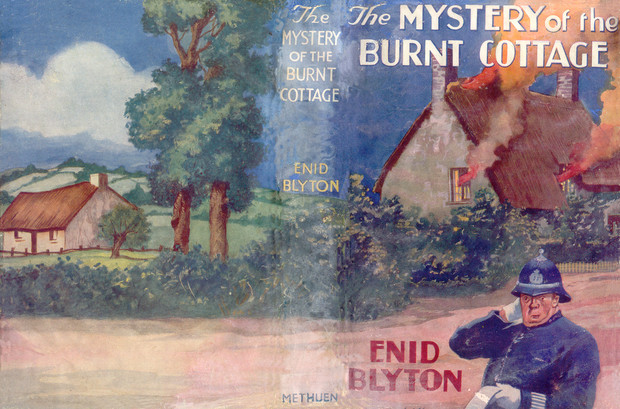 The
MYSTERY
OF THE
BURNT
COTTAGE
ENID
BLYTON
METHUEN
The MYSTERY of the
BURNT COTTAGE
ENID
BLYTON